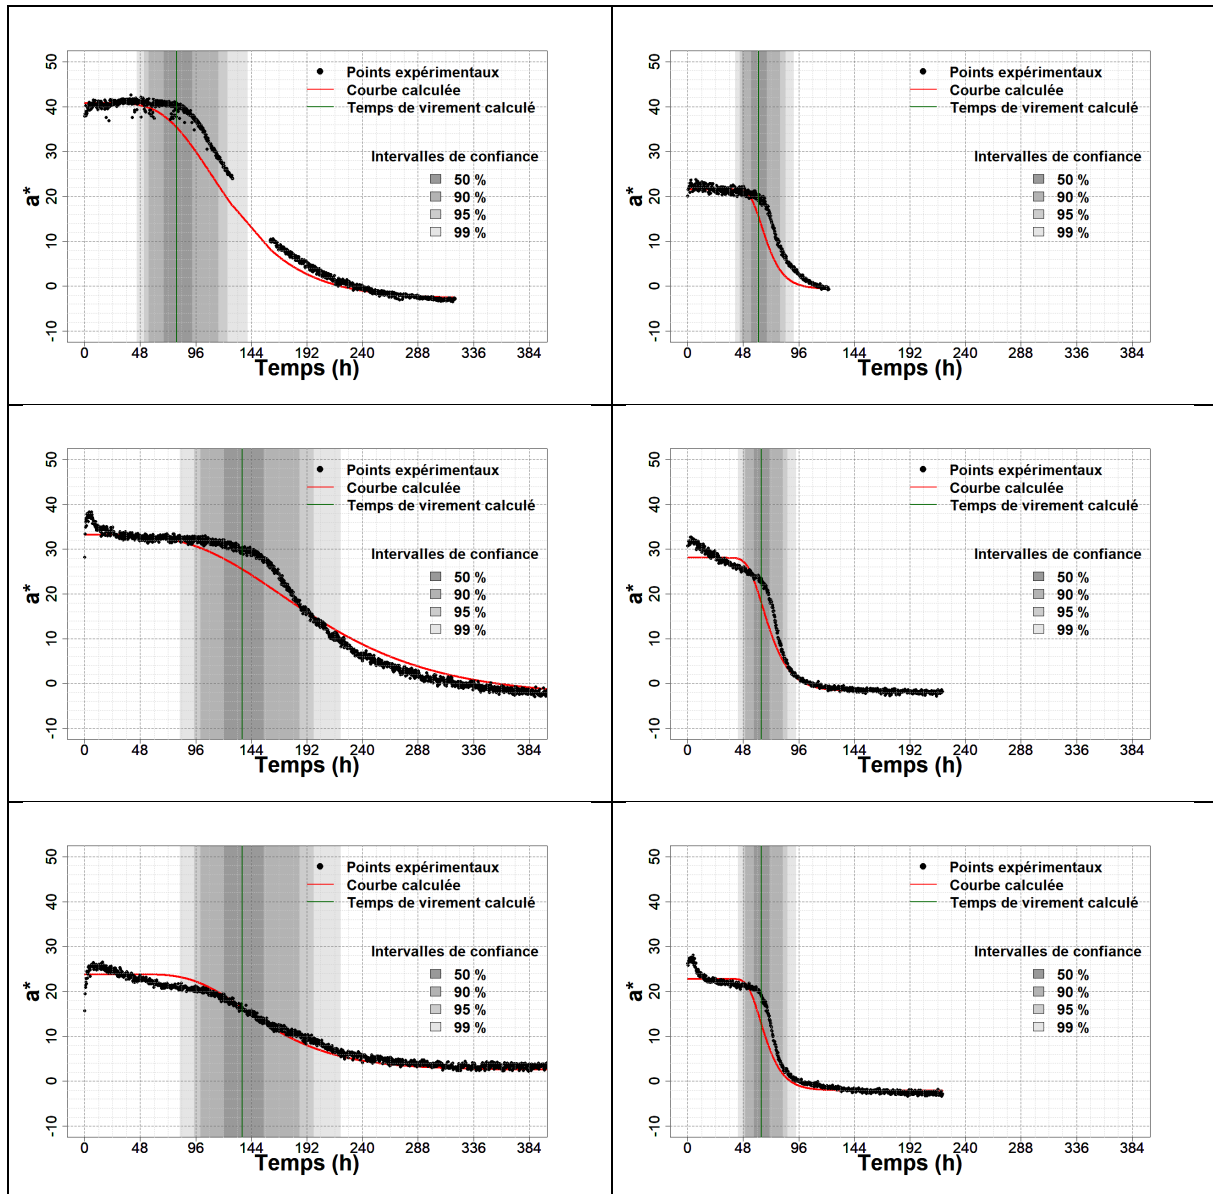 50
40
30
20
10
0
-10
a*
Points expérimentaux
Courbe calculée
Temps de virement calculé
Intervalles de confiance
50 %
90 %
95 %
99 %
0 48 96 144 192 240 288 336 384
Temps (h)
50
40
30
20
10
0
-10
a*
Points expérimentaux
Courbe calculée
Temps de virement calculé
Intervalles de confiance
50 %
90 %
95 %
99 %
0 48 96 144 192 240 288 336 384
Temps (h)
50
40
30
20
10
0
-10
a*
Points expérimentaux
Courbe calculée
Temps de virement calculé
Intervalles de confiance
50 %
90 %
95 %
99 %
0 48 96 144 192 240 288 336 384
Temps (h)
50
40
30
20
10
0
-10
a*
Points expérimentaux
Courbe calculée
Temps de virement calculé
Intervalles de confiance
50 %
90 %
95 %
99 %
0 48 96 144 192 240 288 336 384
Temps (h)
50
40
30
20
10
0
-10
a*
Points expérimentaux
Courbe calculée
Temps de virement calculé
Intervalles de confiance
50 %
90 %
95 %
99 %
0 48 96 144 192 240 288 336 384
Temps (h)
50
40
30
20
10
0
-10
a*
Points expérimentaux
Courbe calculée
Temps de virement calculé
Intervalles de confiance
50 %
90 %
95 %
99 %
0 48 96 144 192 240 288 336 384
Temps (h)